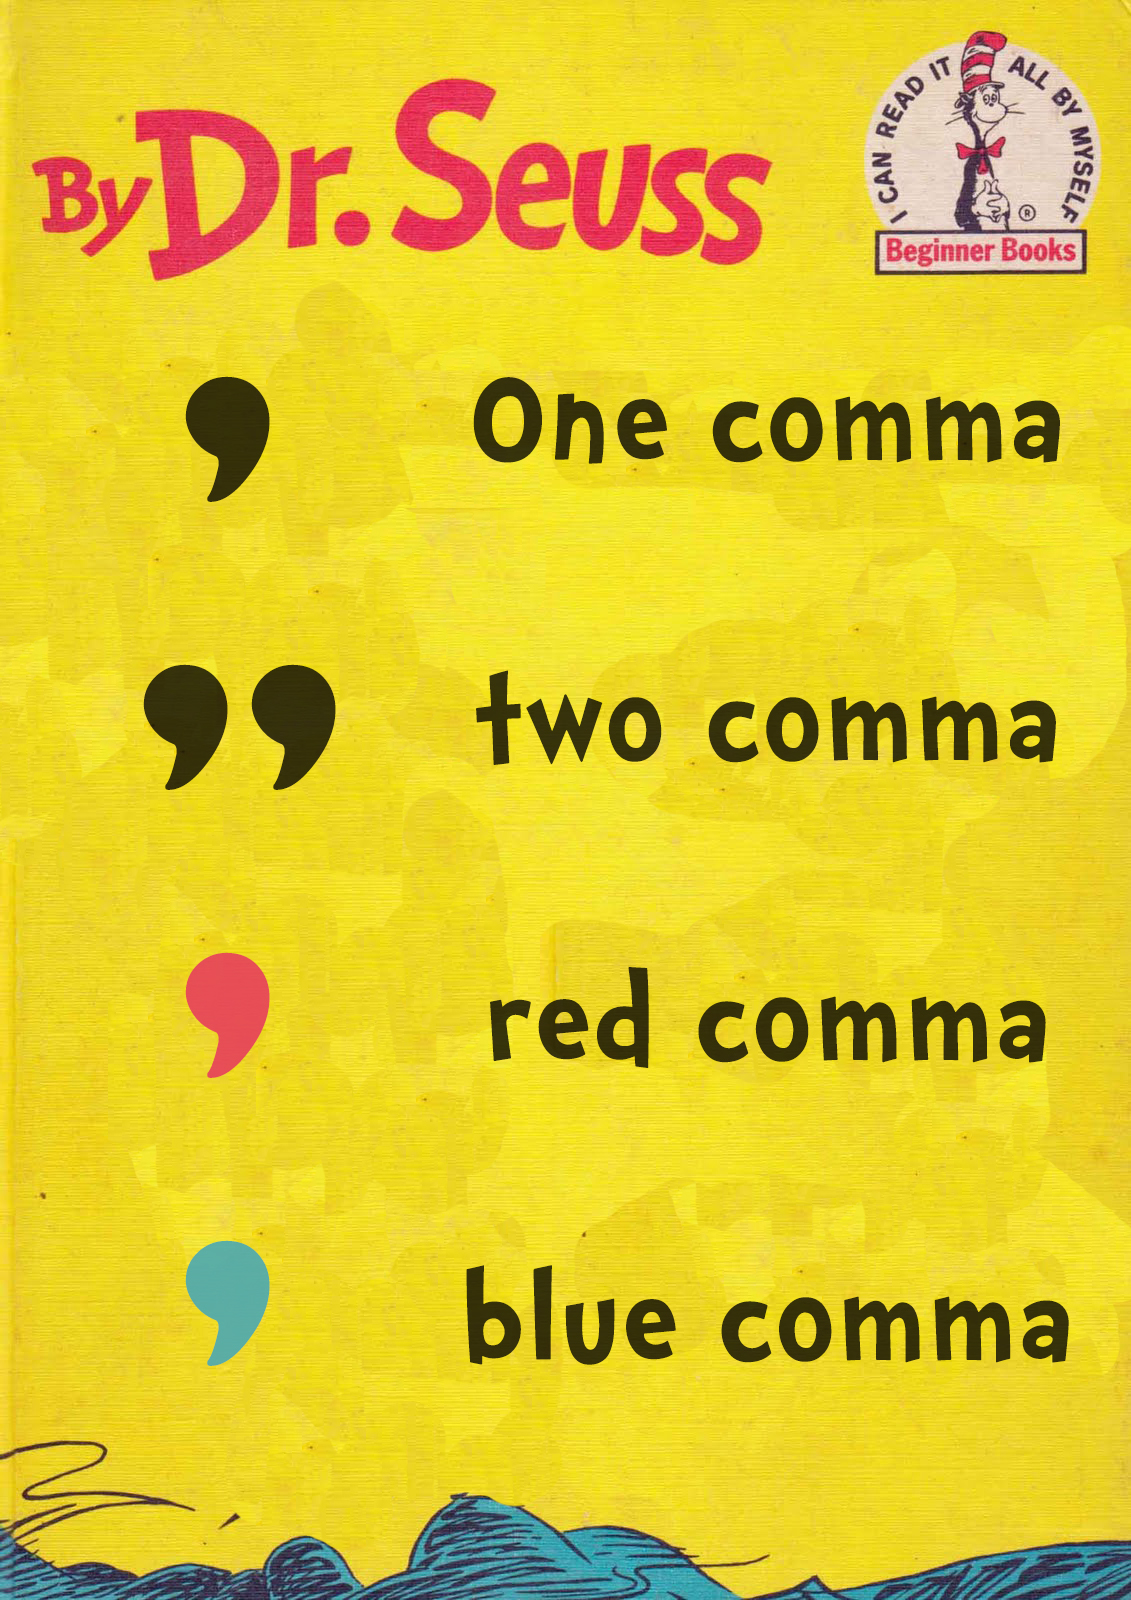 By Dr. Seuss
I CAN READ IT ALL BY MYSELF
®
Beginner Books
, One comma
,, two comma
, red comma
, blue comma